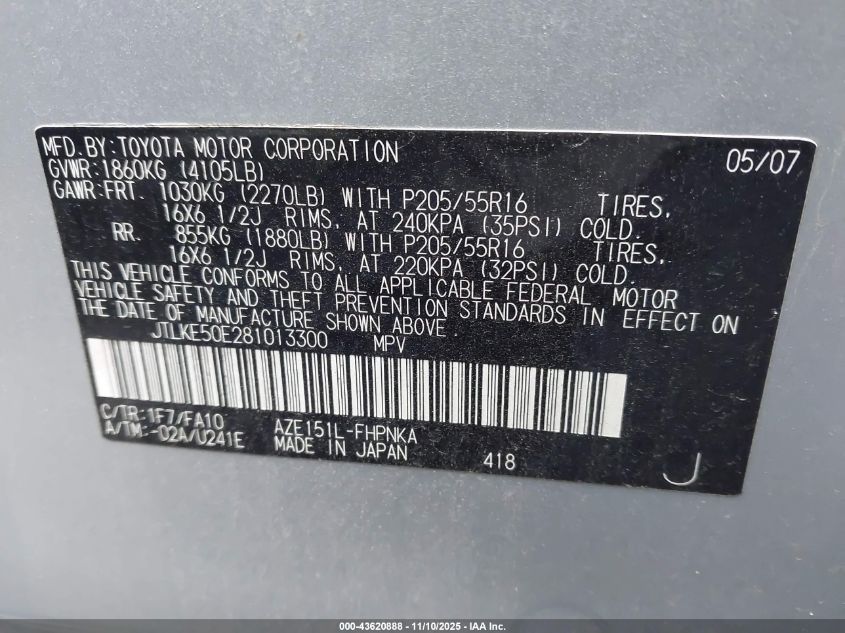 MFD. BY: TOYOTA MOTOR CORPORATION 05/07
GVWR: 1860KG (4105LB)
GAWR: FRT. 1030KG (2270LB) WITH P205/55R16 TIRES,
16X6 1/2J RIMS, AT 240KPA (35PSI) COLD.
RR. 855KG (1880LB) WITH P205/55R16 TIRES,
16X6 1/2J RIMS, AT 220KPA (32PSI) COLD.
THIS VEHICLE CONFORMS TO ALL APPLICABLE FEDERAL MOTOR
VEHICLE SAFETY AND THEFT PREVENTION STANDARDS IN EFFECT ON
THE DATE OF MANUFACTURE SHOWN ABOVE.
JTLKE50E281013300 MPV
C/TR: 1F7/FA10 AZE151L-FHPNKA
A/TM: -02A/U241E MADE IN JAPAN 418 J
000-43620888 - 11/10/2025 - IAA Inc.